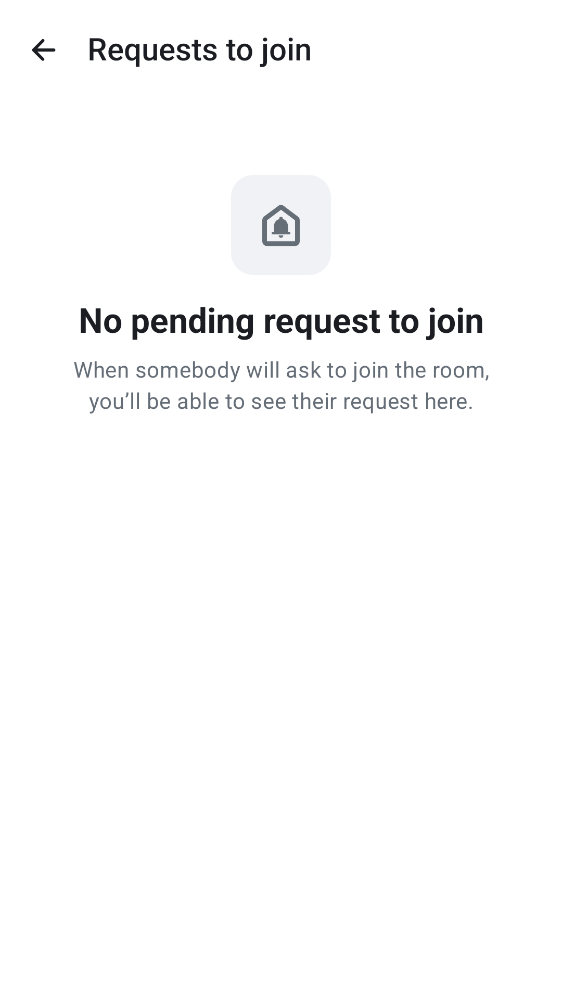 Requests to join
No pending request to join
When somebody will ask to join the room,
you’ll be able to see their request here.